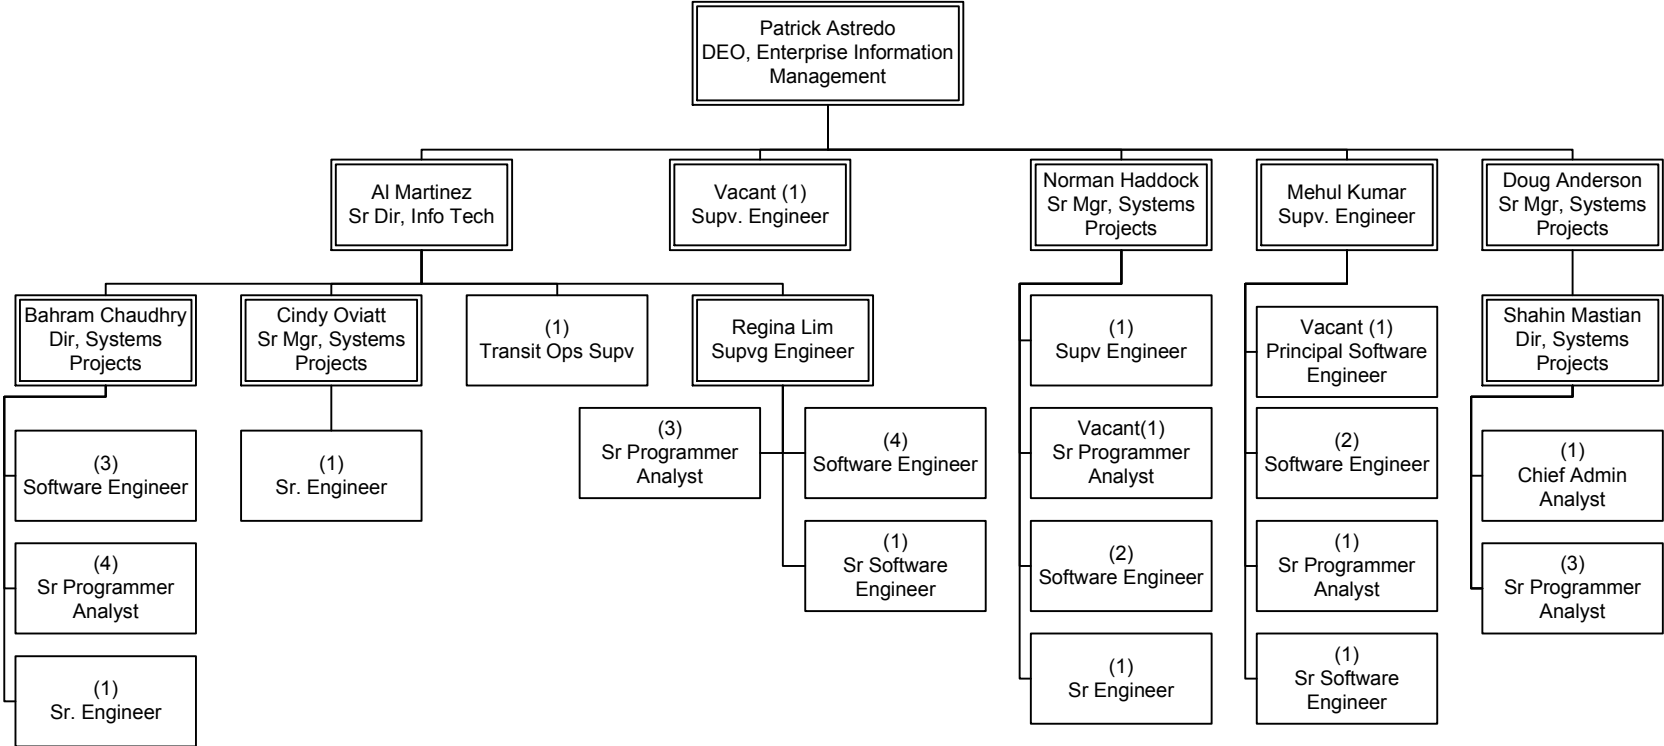 Patrick Astredo
DEO, Enterprise Information
Management
Al Martinez
Sr Dir, Info Tech
Vacant (1)
Supv. Engineer
Norman Haddock
Sr Mgr, Systems
Projects
Mehul Kumar
Supv. Engineer
Doug Anderson
Sr Mgr, Systems
Projects
Bahram Chaudhry
Dir, Systems
Projects
Cindy Oviatt
Sr Mgr, Systems
Projects
(1)
Transit Ops Supv
Regina Lim
Supvg Engineer
(1)
Supv Engineer
Vacant (1)
Principal Software
Engineer
Shahin Mastian
Dir, Systems
Projects
(3)
Software Engineer
(1)
Sr. Engineer
(3)
Sr Programmer
Analyst
(4)
Software Engineer
Vacant(1)
Sr Programmer
Analyst
(2)
Software Engineer
(1)
Chief Admin
Analyst
(4)
Sr Programmer
Analyst
(1)
Sr Software
Engineer
(2)
Software Engineer
(1)
Sr Programmer
Analyst
(3)
Sr Programmer
Analyst
(1)
Sr. Engineer
(1)
Sr Engineer
(1)
Sr Software
Engineer